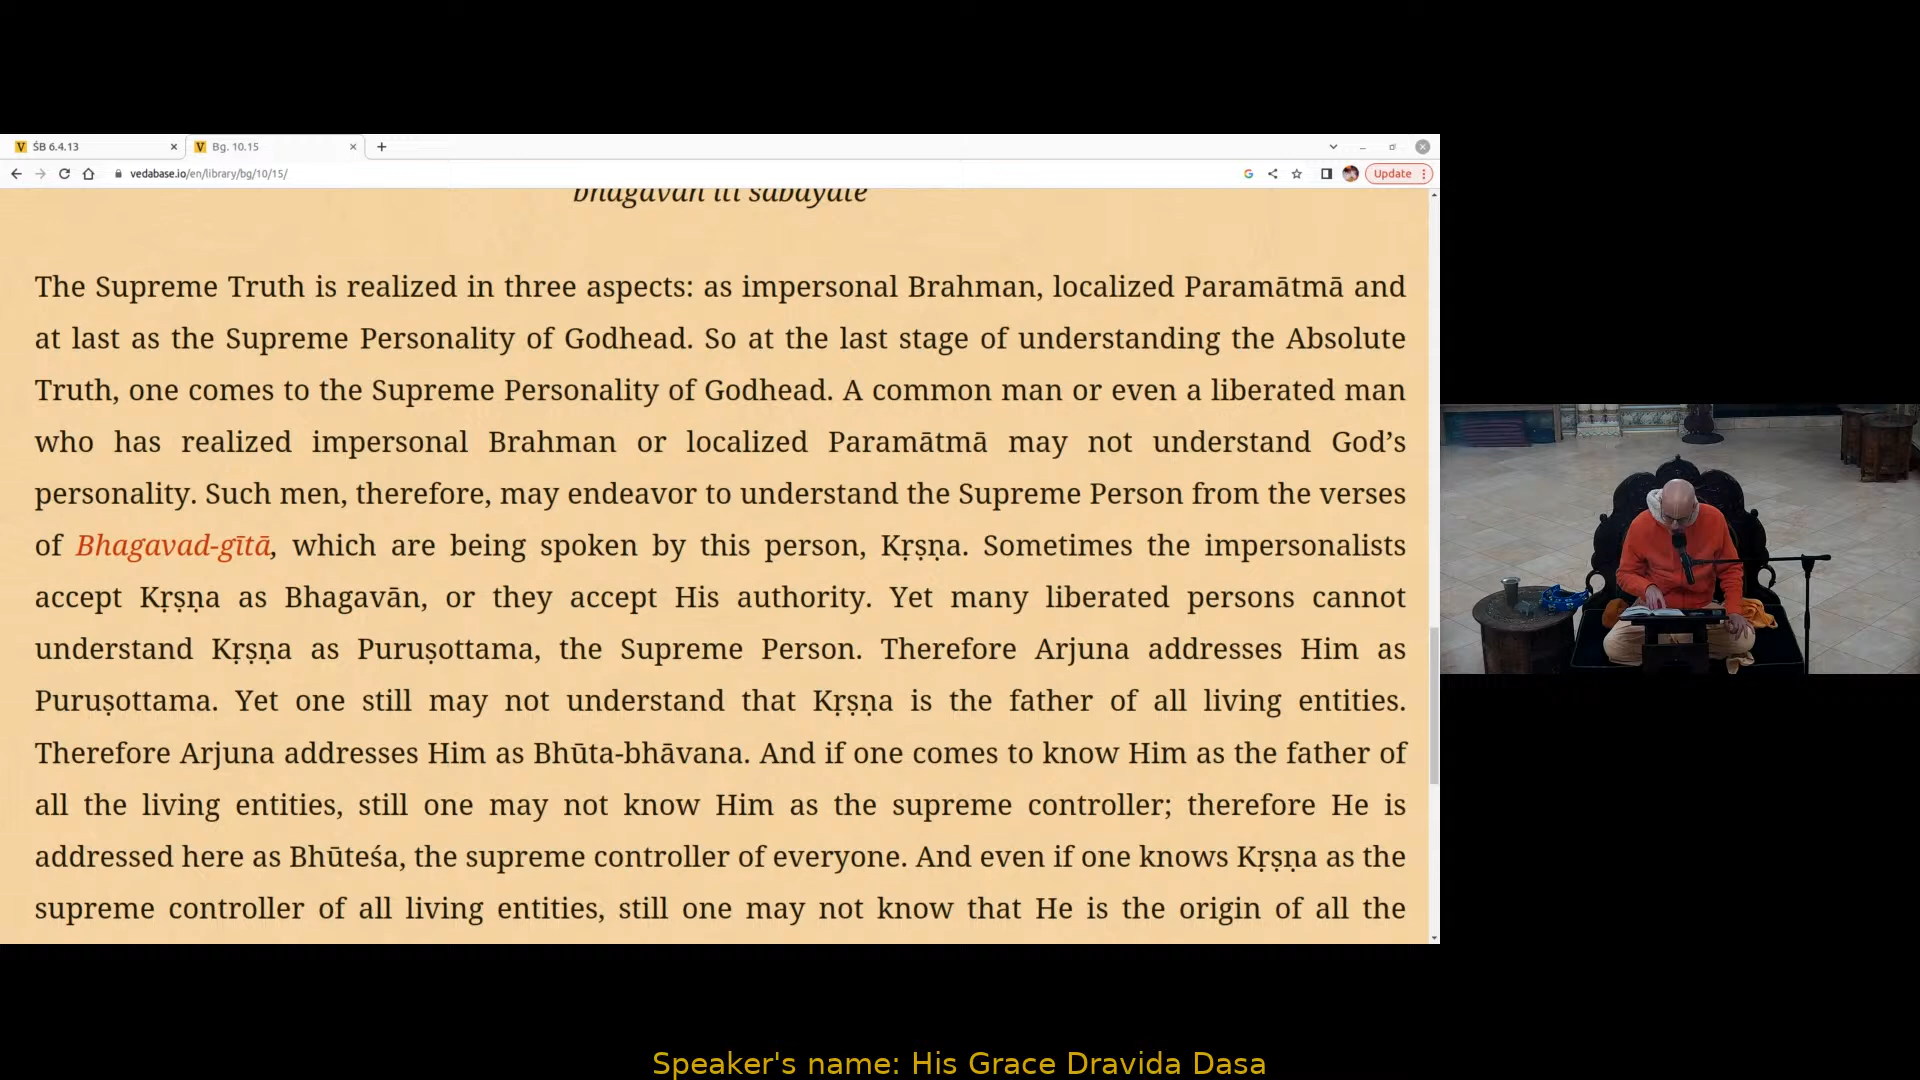 ŚB 6.4.13
Bg. 10.15
vedabase.io/en/library/bg/10/15/
Update
bhagavān iti śabdyate
The Supreme Truth is realized in three aspects: as impersonal Brahman, localized Paramātmā and
at last as the Supreme Personality of Godhead. So at the last stage of understanding the Absolute
Truth, one comes to the Supreme Personality of Godhead. A common man or even a liberated man
who has realized impersonal Brahman or localized Paramātmā may not understand God’s
personality. Such men, therefore, may endeavor to understand the Supreme Person from the verses
of Bhagavad-gītā, which are being spoken by this person, Kṛṣṇa. Sometimes the impersonalists
accept Kṛṣṇa as Bhagavān, or they accept His authority. Yet many liberated persons cannot
understand Kṛṣṇa as Puruṣottama, the Supreme Person. Therefore Arjuna addresses Him as
Puruṣottama. Yet one still may not understand that Kṛṣṇa is the father of all living entities.
Therefore Arjuna addresses Him as Bhūta-bhāvana. And if one comes to know Him as the father of
all the living entities, still one may not know Him as the supreme controller; therefore He is
addressed here as Bhūteśa, the supreme controller of everyone. And even if one knows Kṛṣṇa as the
supreme controller of all living entities, still one may not know that He is the origin of all the
Speaker's name: His Grace Dravida Dasa